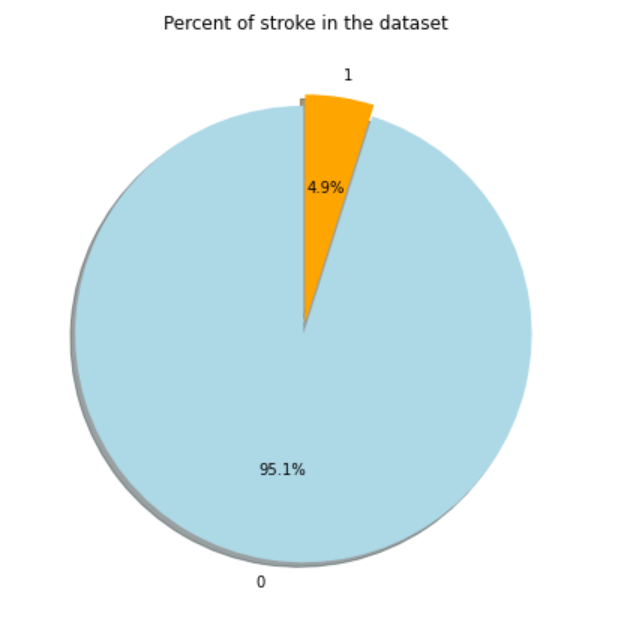 Percent of stroke in the dataset
1
4.9%
95.1%
0